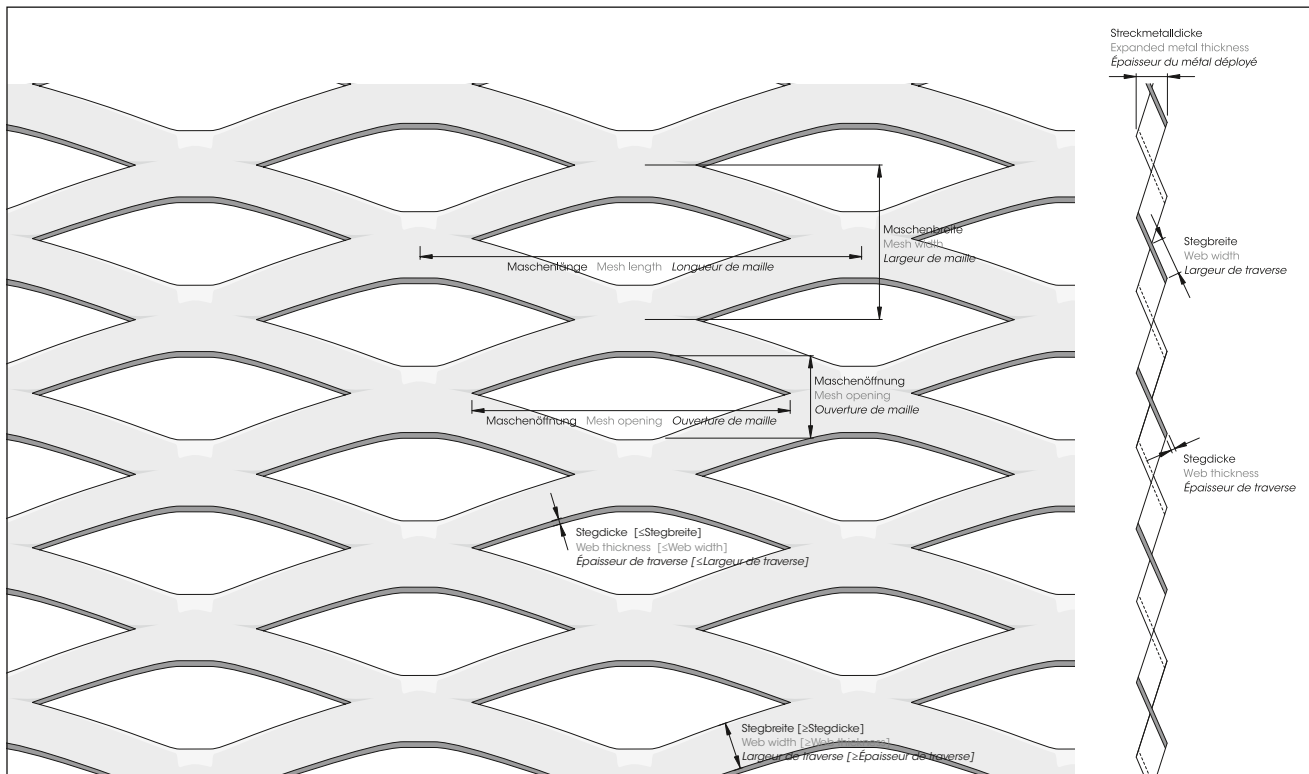 Streckmetalldicke
Expanded metal thickness
Épaisseur du métal déployé
Maschenbreite
Mesh width
Largeur de maille
Stegbreite
Web width
Largeur de traverse
Maschenlänge Mesh length Longueur de maille
Maschenöffnung
Mesh opening
Ouverture de maille
Maschenöffnung Mesh opening Ouverture de maille
Stegdicke
Web thickness
Épaisseur de traverse
Stegdicke [≤Stegbreite]
Web thickness [≤Web width]
Épaisseur de traverse [≤Largeur de traverse]
Stegbreite [≥Stegdicke]
Web width [≥Web thickness]
Largeur de traverse [≥Épaisseur de traverse]